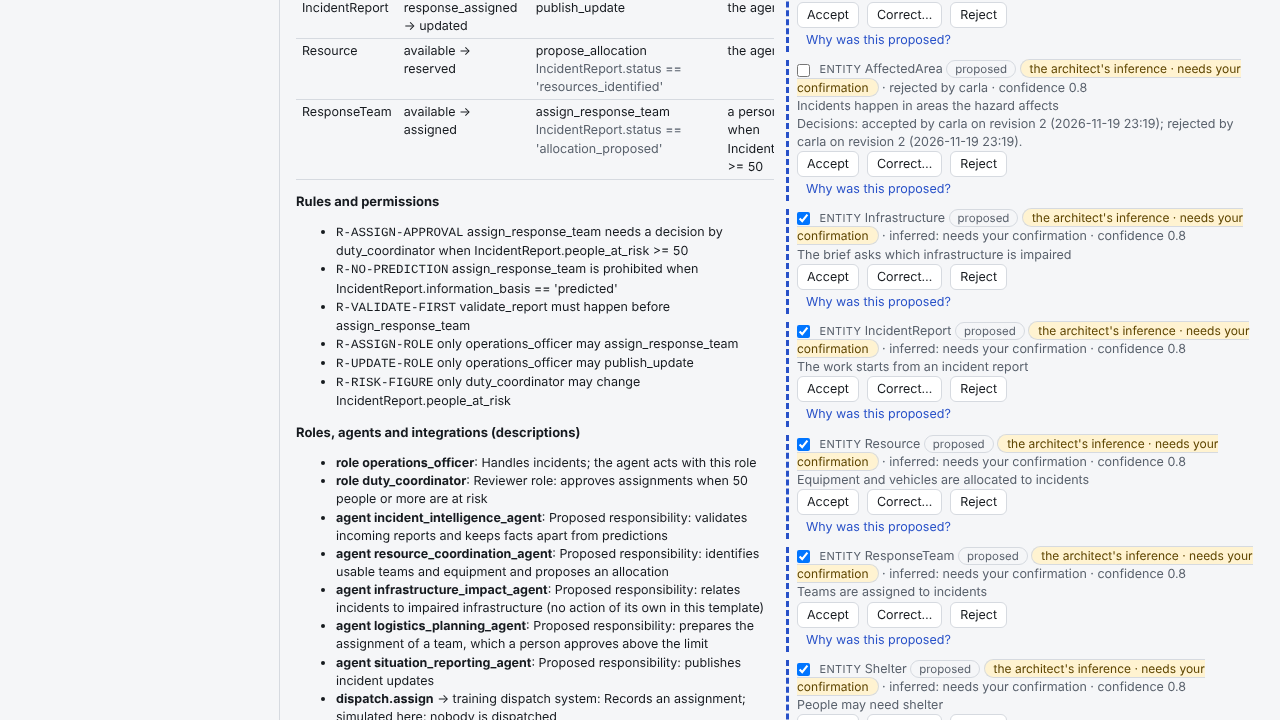 IncidentReport response_assigned publish_update the agen
→ updated
Resource available → propose_allocation the agen
reserved IncidentReport.status ==
'resources_identified'
ResponseTeam available → assign_response_team a person
assigned IncidentReport.status == when
'allocation_proposed' Incident
>= 50
Rules and permissions
• R-ASSIGN-APPROVAL assign_response_team needs a decision by
duty_coordinator when IncidentReport.people_at_risk >= 50
• R-NO-PREDICTION assign_response_team is prohibited when
IncidentReport.information_basis == 'predicted'
• R-VALIDATE-FIRST validate_report must happen before
assign_response_team
• R-ASSIGN-ROLE only operations_officer may assign_response_team
• R-UPDATE-ROLE only operations_officer may publish_update
• R-RISK-FIGURE only duty_coordinator may change
IncidentReport.people_at_risk
Roles, agents and integrations (descriptions)
• role operations_officer: Handles incidents; the agent acts with this role
• role duty_coordinator: Reviewer role: approves assignments when 50
people or more are at risk
• agent incident_intelligence_agent: Proposed responsibility: validates
incoming reports and keeps facts apart from predictions
• agent resource_coordination_agent: Proposed responsibility: identifies
usable teams and equipment and proposes an allocation
• agent infrastructure_impact_agent: Proposed responsibility: relates
incidents to impaired infrastructure (no action of its own in this template)
• agent logistics_planning_agent: Proposed responsibility: prepares the
assignment of a team, which a person approves above the limit
• agent situation_reporting_agent: Proposed responsibility: publishes
incident updates
• dispatch.assign → training dispatch system: Records an assignment;
simulated here; nobody is dispatched
Accept Correct... Reject
Why was this proposed?
ENTITY AffectedArea proposed the architect's inference · needs your
confirmation · rejected by carla · confidence 0.8
Incidents happen in areas the hazard affects
Decisions: accepted by carla on revision 2 (2026-11-19 23:19); rejected by
carla on revision 2 (2026-11-19 23:19).
Accept Correct... Reject
Why was this proposed?
ENTITY Infrastructure proposed the architect's inference · needs your
confirmation · inferred: needs your confirmation · confidence 0.8
The brief asks which infrastructure is impaired
Accept Correct... Reject
Why was this proposed?
ENTITY IncidentReport proposed the architect's inference · needs your
confirmation · inferred: needs your confirmation · confidence 0.8
The work starts from an incident report
Accept Correct... Reject
Why was this proposed?
ENTITY Resource proposed the architect's inference · needs your
confirmation · inferred: needs your confirmation · confidence 0.8
Equipment and vehicles are allocated to incidents
Accept Correct... Reject
Why was this proposed?
ENTITY ResponseTeam proposed the architect's inference · needs your
confirmation · inferred: needs your confirmation · confidence 0.8
Teams are assigned to incidents
Accept Correct... Reject
Why was this proposed?
ENTITY Shelter proposed the architect's inference · needs your
confirmation · inferred: needs your confirmation · confidence 0.8
People may need shelter